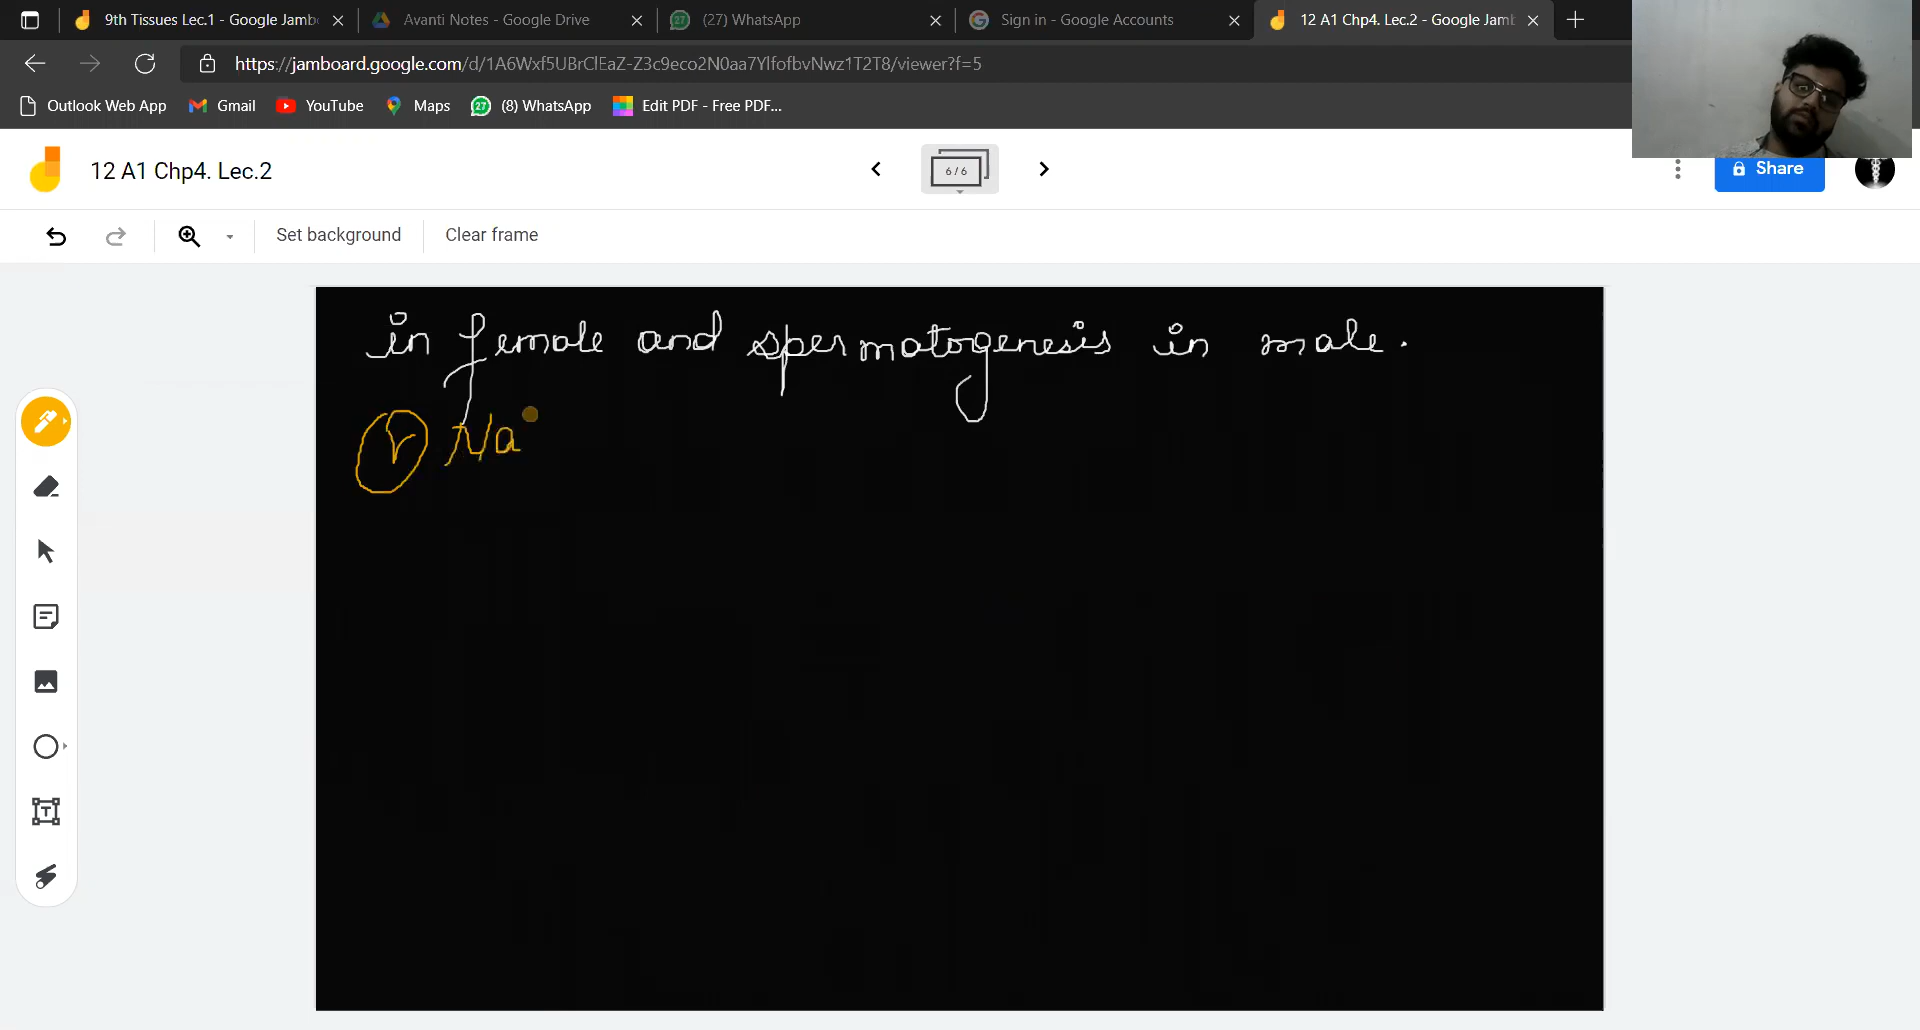 9th Tissues Lec.1 - Google Jamb
Avanti Notes - Google Drive
(27) WhatsApp
Sign in - Google Accounts
12 A1 Chp4. Lec.2 - Google Jamb
https://jamboard.google.com/d/1A6Wxf5UBrClEaZ-Z3c9eco2N0aa7YlfofbvNwz1T2T8/viewer?f=5
Outlook Web App
Gmail
YouTube
Maps
27
(8) WhatsApp
Edit PDF - Free PDF...
12 A1 Chp4. Lec.2
6 / 6
Share
Set background
Clear frame
in female and spermatogenesis in male.
Na